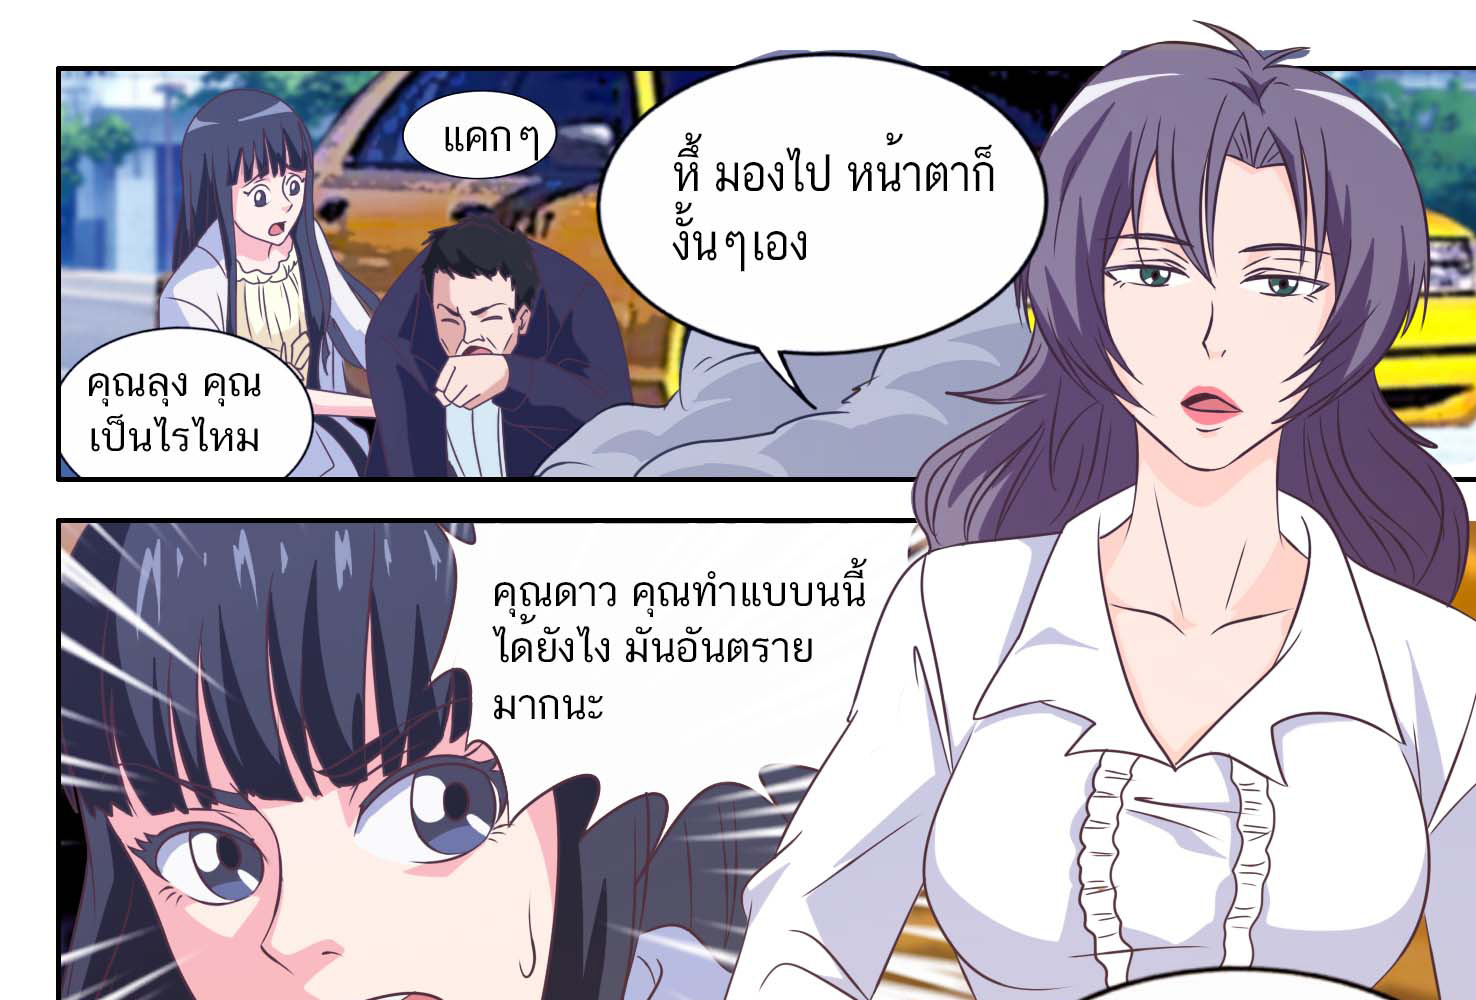 แคกๆ
หึ้ มองไป หน้าตาก็
งั้นๆเอง
คุณลุง คุณ
เป็นไรไหม
คุณดาว คุณทำแบบนนี้
ได้ยังไง มันอันตราย
มากนะ